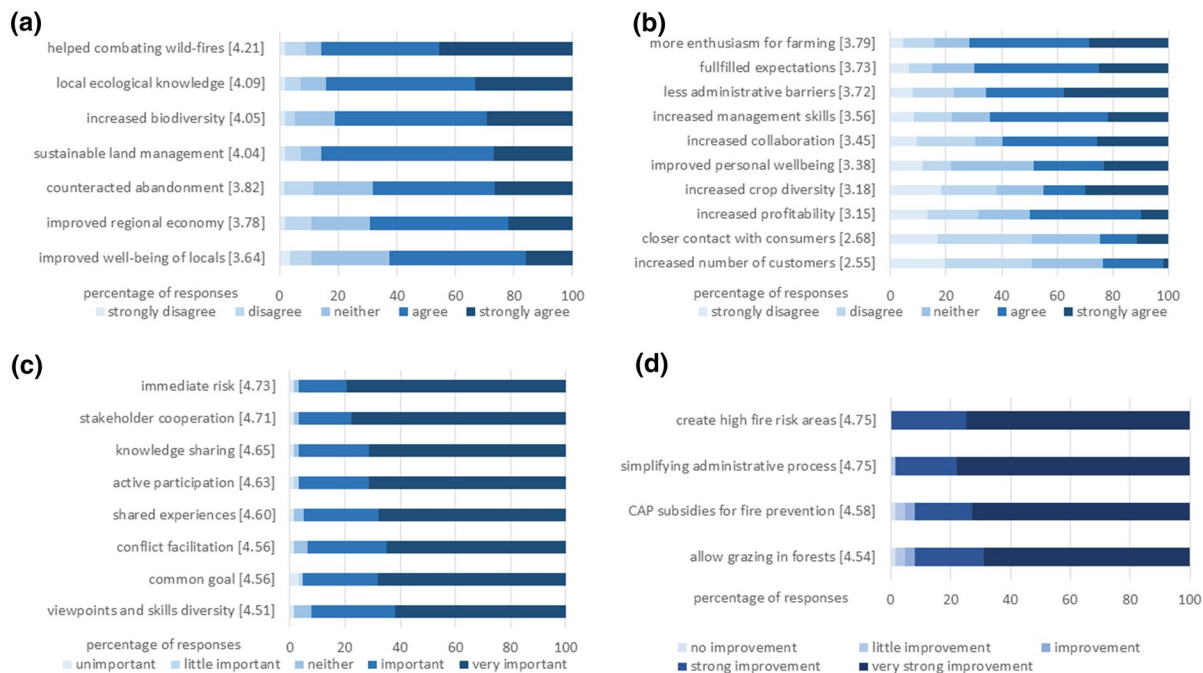 (a)
helped combating wild-fires [4.21]
local ecological knowledge [4.09]
increased biodiversity [4.05]
sustainable land management [4.04]
counteracted abandonment [3.82]
improved regional economy [3.78]
improved well-being of locals [3.64]
0 20 40 60 80 100
percentage of responses
strongly disagree disagree neither agree strongly agree
(b)
more enthusiasm for farming [3.79]
fullfilled expectations [3.73]
less administrative barriers [3.72]
increased management skills [3.56]
increased collaboration [3.45]
improved personal wellbeing [3.38]
increased crop diversity [3.18]
increased profitability [3.15]
closer contact with consumers [2.68]
increased number of customers [2.55]
percentage of responses
0 20 40 60 80 100
strongly disagree disagree neither agree strongly agree
(c)
immediate risk [4.73]
stakeholder cooperation [4.71]
knowledge sharing [4.65]
active participation [4.63]
shared experiences [4.60]
conflict facilitation [4.56]
common goal [4.56]
viewpoints and skills diversity [4.51]
percentage of responses
0 20 40 60 80 100
unimportant little important neither important very important
(d)
create high fire risk areas [4.75]
simplifying administrative process [4.75]
CAP subsidies for fire prevention [4.58]
allow grazing in forests [4.54]
percentage of responses
0 20 40 60 80 100
no improvement little improvement improvement
strong improvement very strong improvement